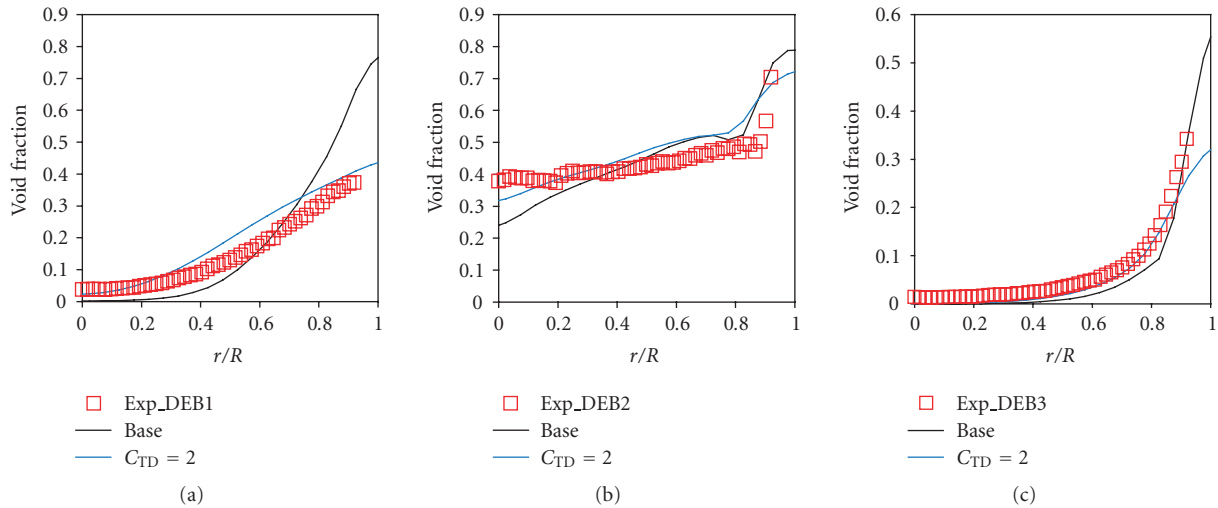 0.9
0.8
0.7
0.6
0.5
0.4
0.3
0.2
0.1
0
0 0.2 0.4 0.6 0.8 1
Void fraction
r/R
Exp_DEB1
Base
C_TD = 2
(a)
0.9
0.8
0.7
0.6
0.5
0.4
0.3
0.2
0.1
0
0 0.2 0.4 0.6 0.8 1
Void fraction
r/R
Exp_DEB2
Base
C_TD = 2
(b)
0.6
0.5
0.4
0.3
0.2
0.1
0
0 0.2 0.4 0.6 0.8 1
Void fraction
r/R
Exp_DEB3
Base
C_TD = 2
(c)